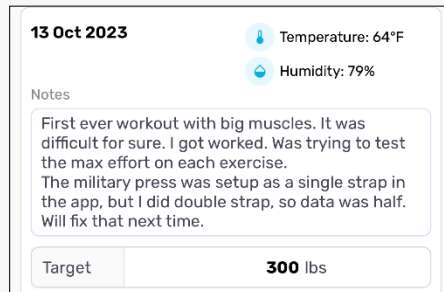 13 Oct 2023
Temperature: 64°F
Humidity: 79%
Notes
First ever workout with big muscles. It was
difficult for sure. I got worked. Was trying to test
the max effort on each exercise.
The military press was setup as a single strap in
the app, but I did double strap, so data was half.
Will fix that next time.
Target 300 lbs